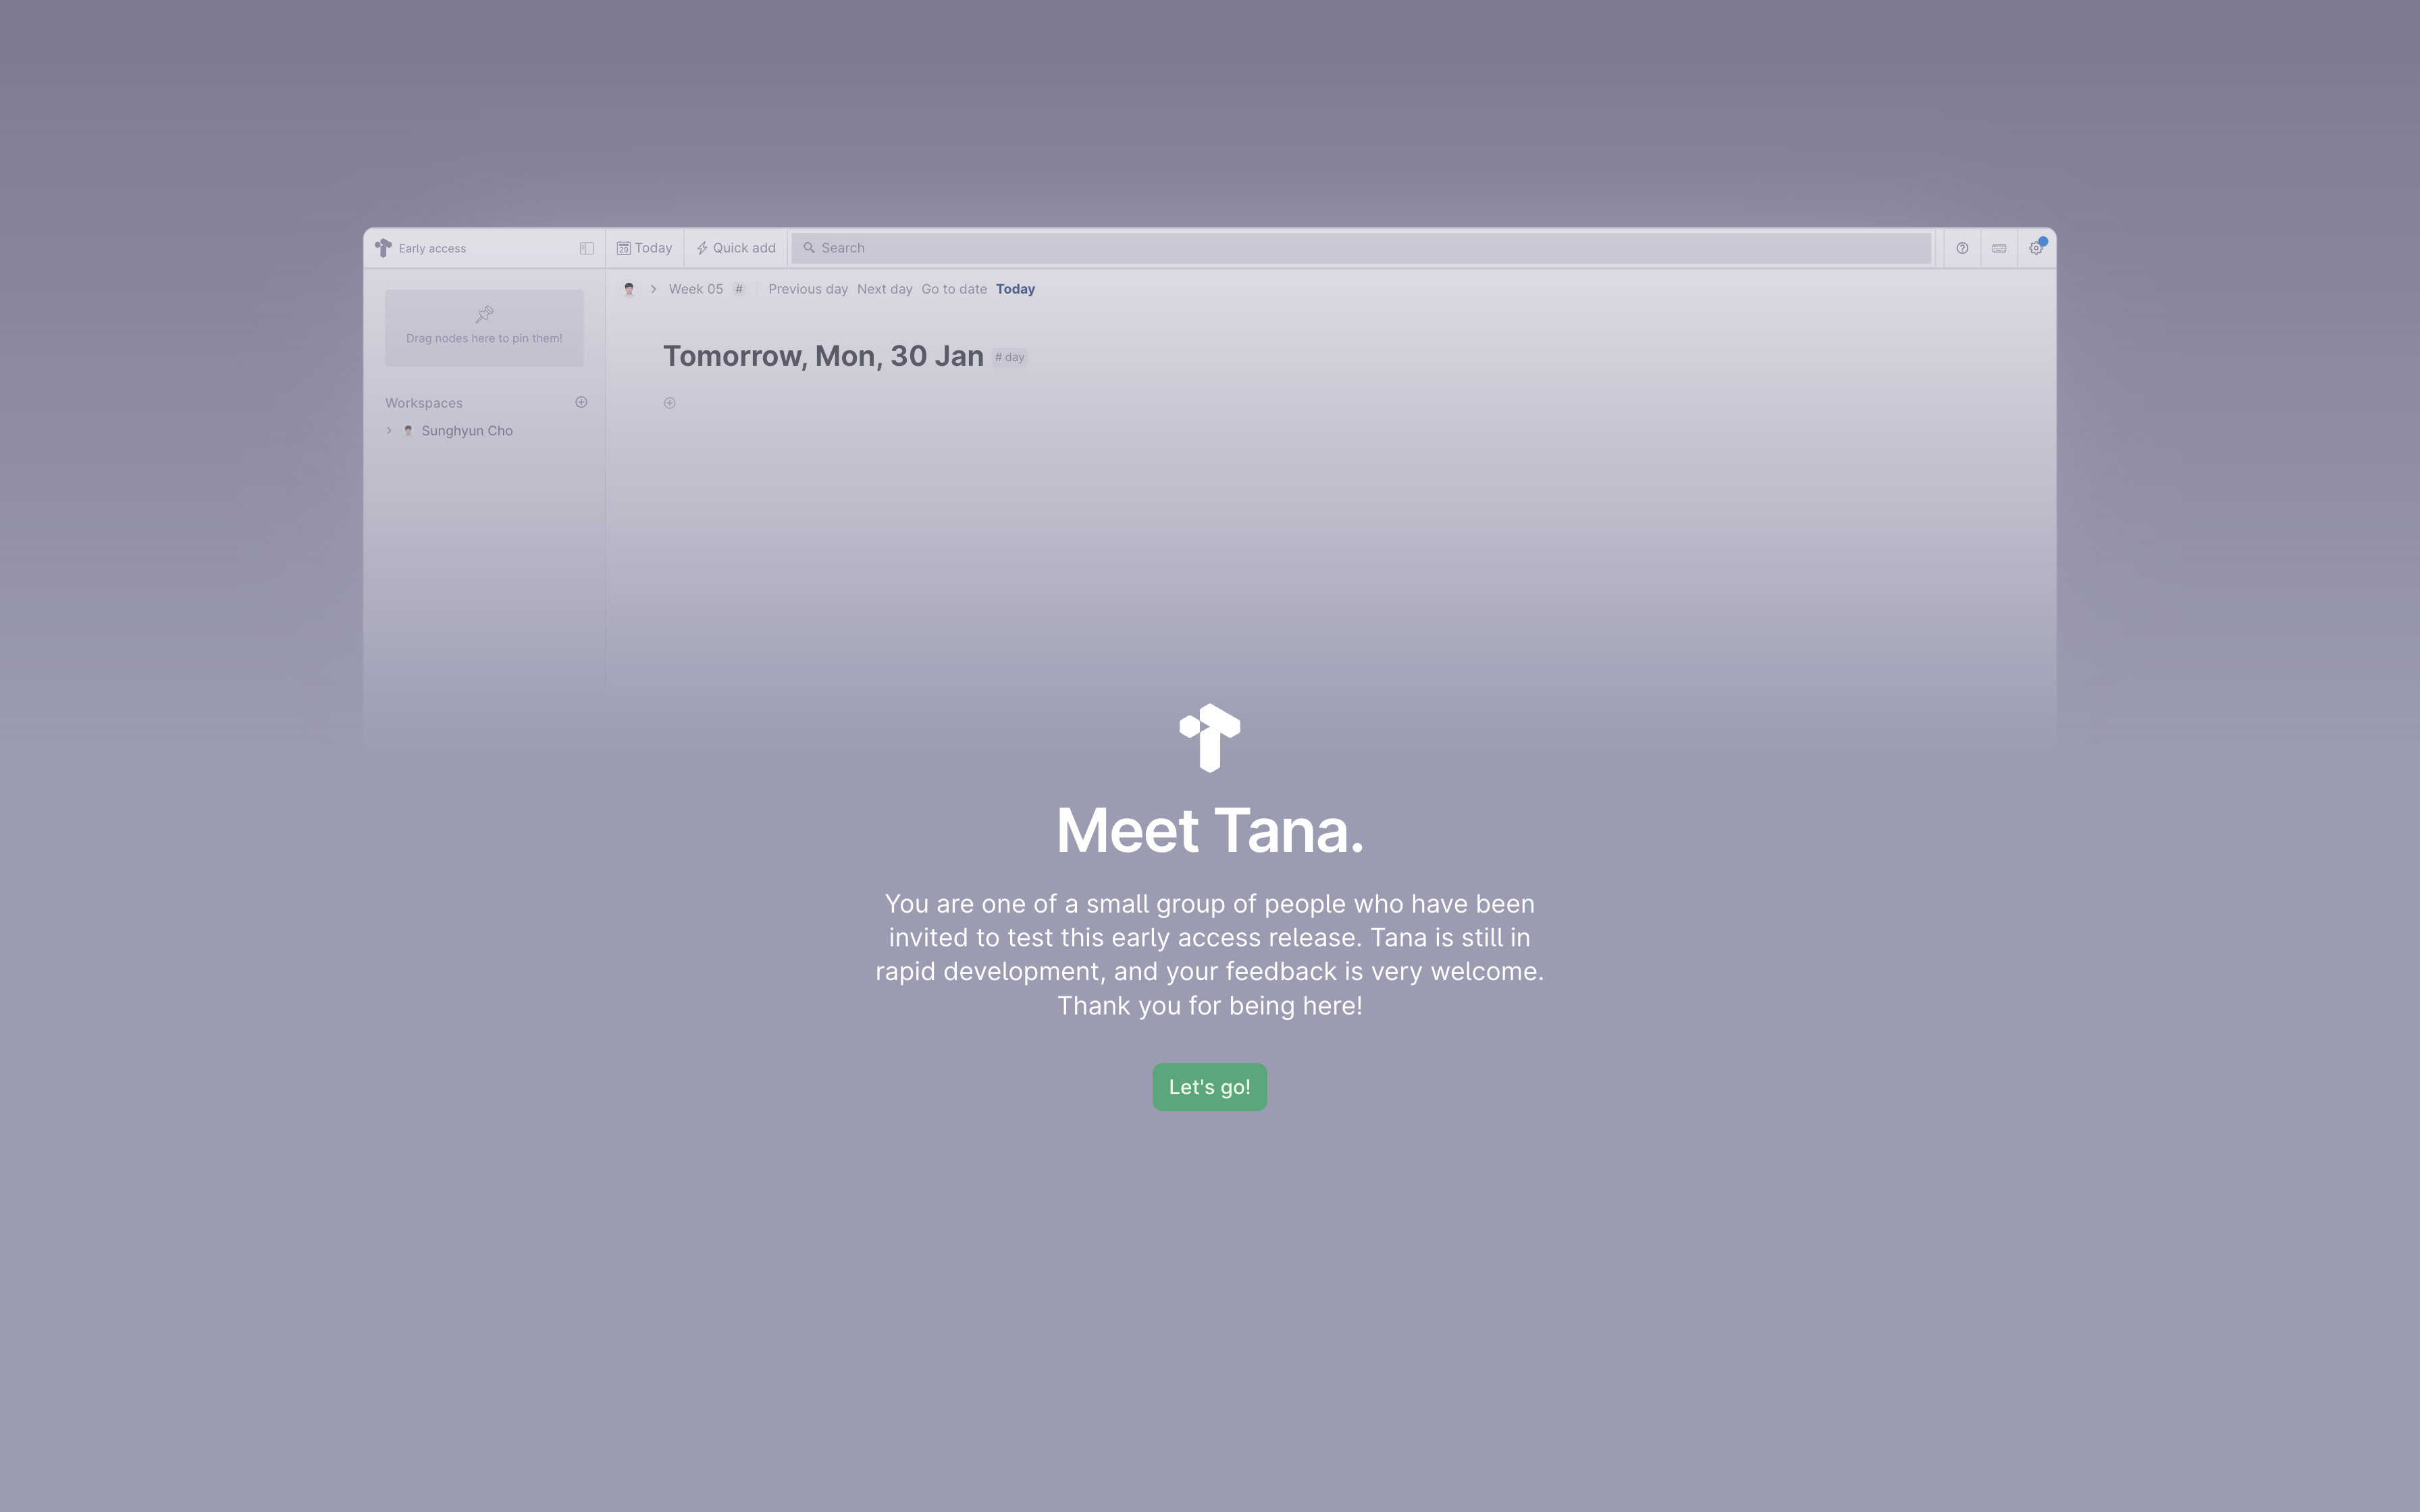 Early access
29 Today
Quick add
Search
Week 05 # Previous day Next day Go to date Today
Drag nodes here to pin them!
Tomorrow, Mon, 30 Jan # day
Workspaces
Sunghyun Cho
Meet Tana.
You are one of a small group of people who have been
invited to test this early access release. Tana is still in
rapid development, and your feedback is very welcome.
Thank you for being here!
Let's go!